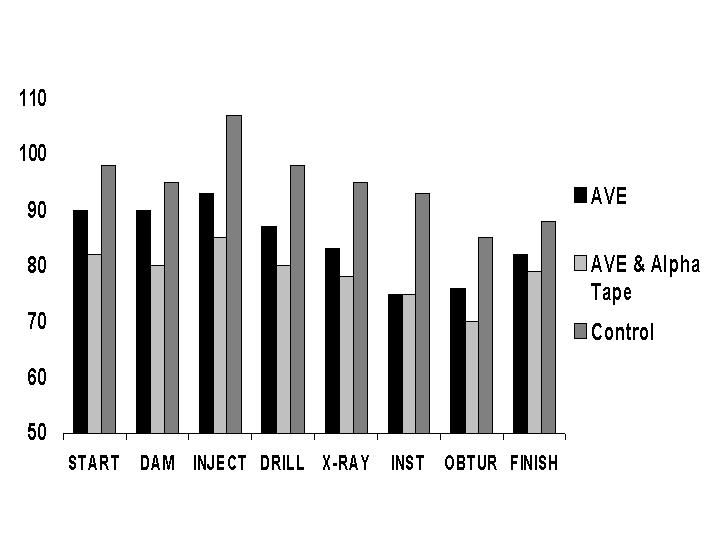 110
100
90
80
70
60
50
START DAM INJECT DRILL X-RAY INST OBTUR FINISH
AVE
AVE & Alpha
Tape
Control